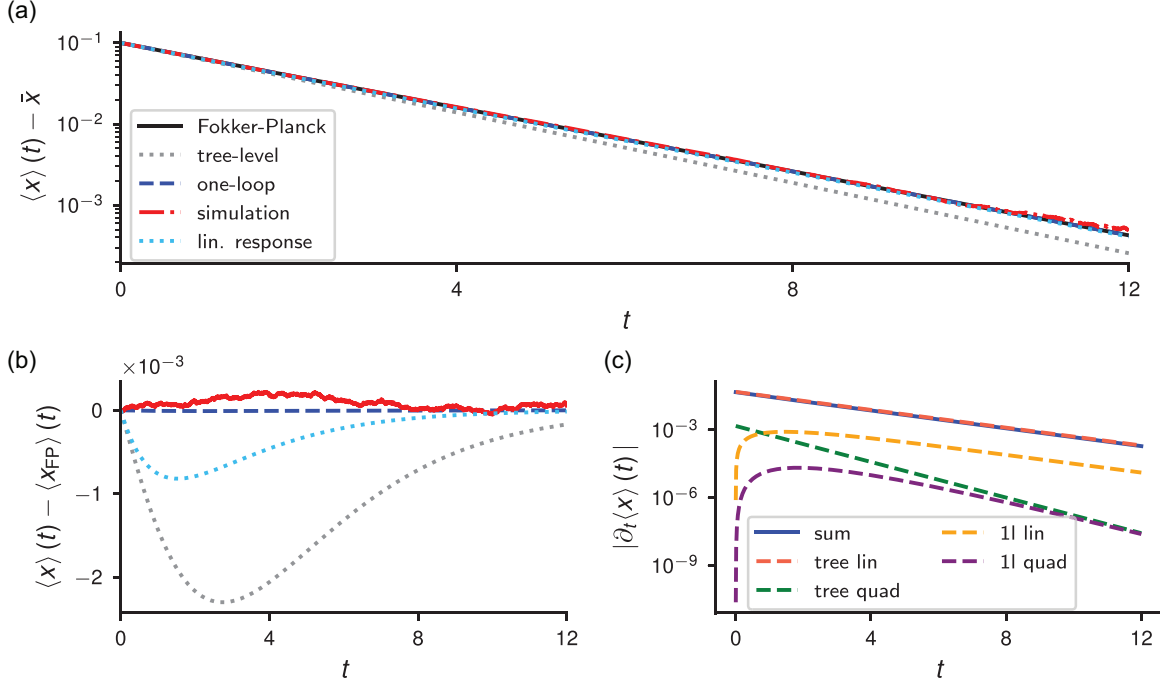 (a)
10⁻¹
10⁻²
10⁻³
⟨x⟩ (t) − x̄
Fokker-Planck
tree-level
one-loop
simulation
lin. response
0 4 8 12
t
(b)
×10⁻³
0
−1
−2
⟨x⟩ (t) − ⟨x_FP⟩ (t)
0 4 8 12
t
(c)
10⁻³
10⁻⁶
10⁻⁹
|∂ₜ⟨x⟩ (t)|
sum
tree lin
tree quad
1l lin
1l quad
0 4 8 12
t